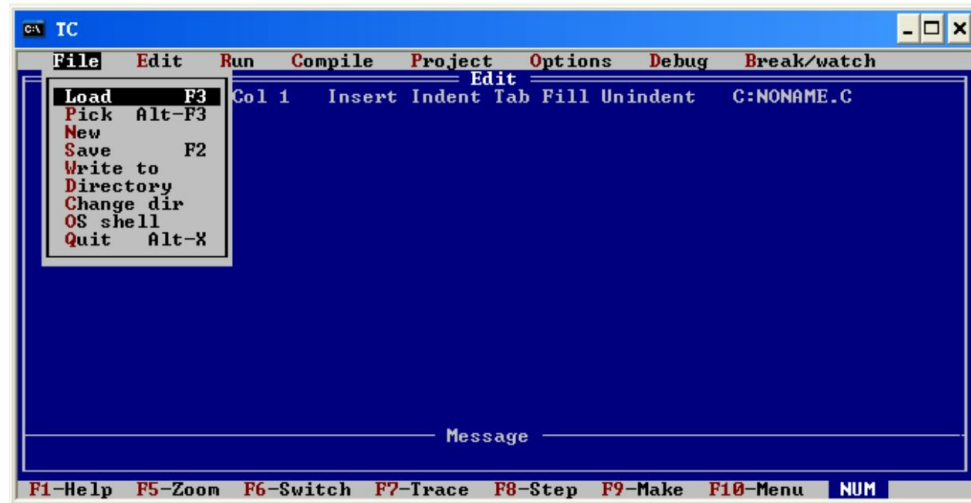 C:\ TC
File Edit Run Compile Project Options Debug Break/watch
Edit
Col 1 Insert Indent Tab Fill Unindent C:NONAME.C
Load F3
Pick Alt-F3
New
Save F2
Write to
Directory
Change dir
OS shell
Quit Alt-X
Message
F1-Help F5-Zoom F6-Switch F7-Trace F8-Step F9-Make F10-Menu NUM